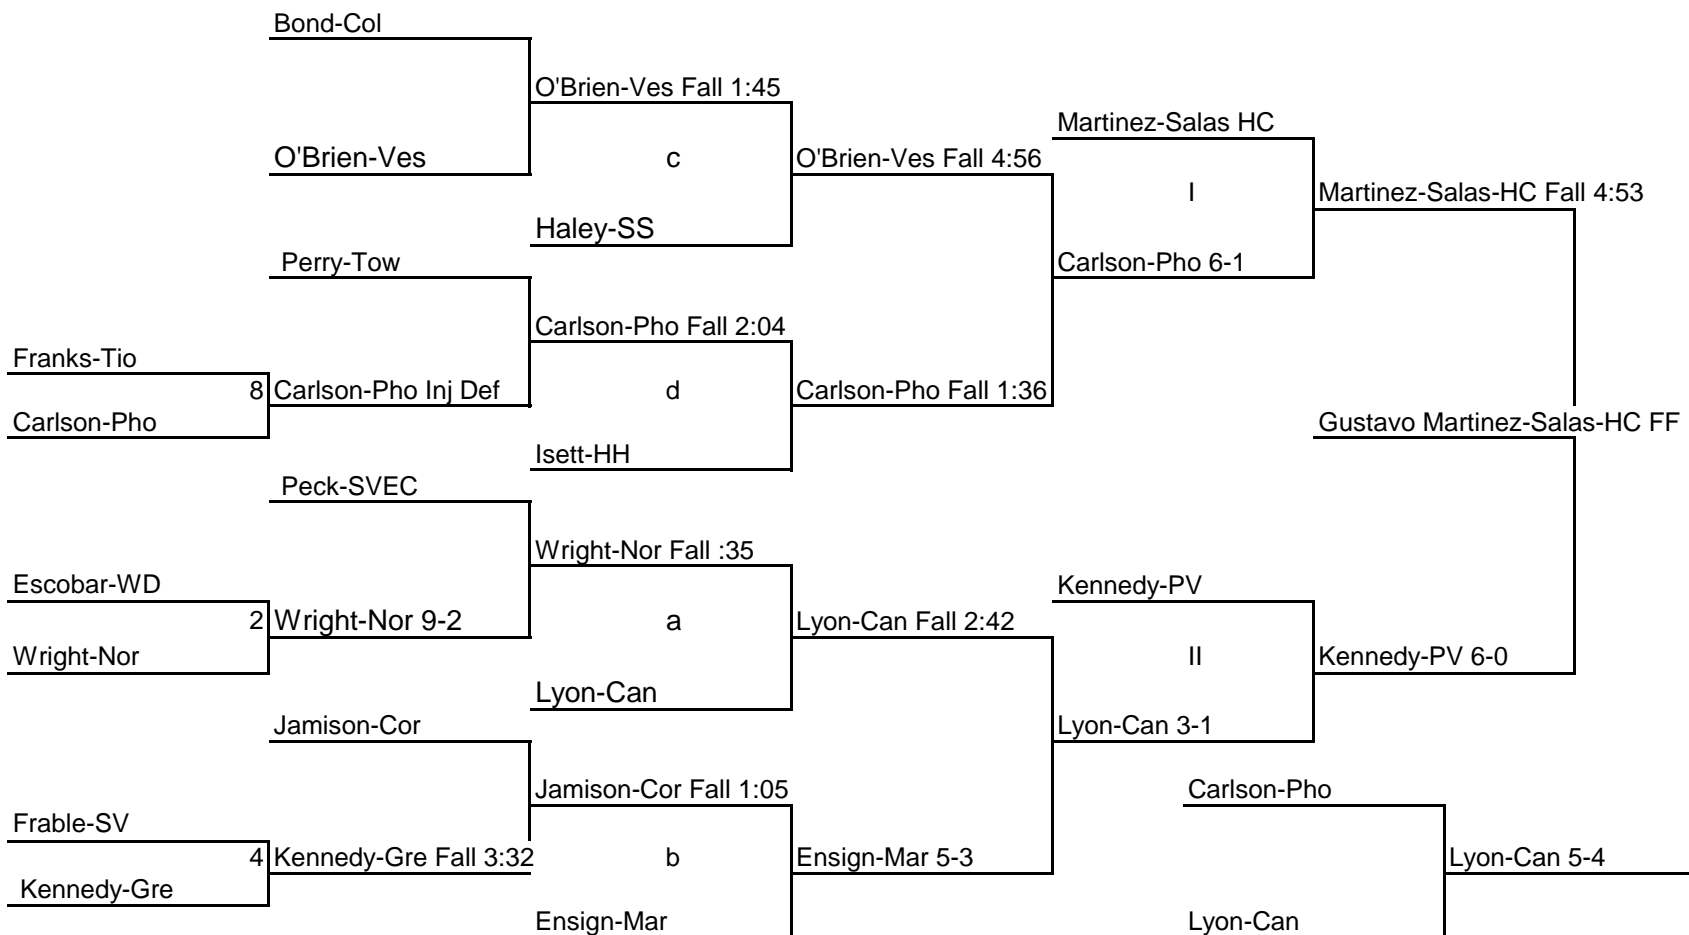 Bond-Col
O'Brien-Ves Fall 1:45
Martinez-Salas HC
O'Brien-Ves
c
O'Brien-Ves Fall 4:56
I
Martinez-Salas-HC Fall 4:53
Haley-SS
Perry-Tow
Carlson-Pho 6-1
Carlson-Pho Fall 2:04
Franks-Tio
8
Carlson-Pho Inj Def
d
Carlson-Pho Fall 1:36
Carlson-Pho
Gustavo Martinez-Salas-HC FF
Isett-HH
Peck-SVEC
Wright-Nor Fall :35
Escobar-WD
Kennedy-PV
2
Wright-Nor 9-2
a
Lyon-Can Fall 2:42
Wright-Nor
II
Kennedy-PV 6-0
Lyon-Can
Jamison-Cor
Lyon-Can 3-1
Jamison-Cor Fall 1:05
Carlson-Pho
Frable-SV
4
Kennedy-Gre Fall 3:32
b
Ensign-Mar 5-3
Lyon-Can 5-4
Kennedy-Gre
Ensign-Mar
Lyon-Can